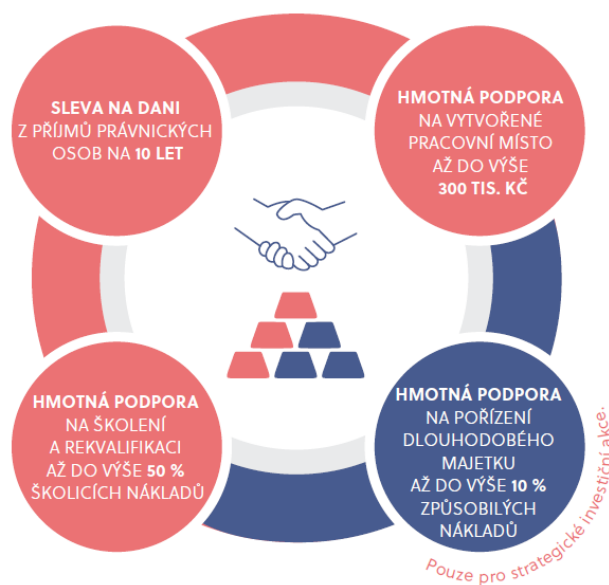 SLEVA NA DANI
Z PŘÍJMŮ PRÁVNICKÝCH
OSOB NA 10 LET
HMOTNÁ PODPORA
NA VYTVOŘENÉ
PRACOVNÍ MÍSTO
AŽ DO VÝŠE
300 TIS. KČ
HMOTNÁ PODPORA
NA ŠKOLENÍ
A REKVALIFIKACI
AŽ DO VÝŠE 50 %
ŠKOLICÍCH NÁKLADŮ
HMOTNÁ PODPORA
NA POŘÍZENÍ
DLOUHODOBÉHO
MAJETKU
AŽ DO VÝŠE 10 %
ZPŮSOBILÝCH
NÁKLADŮ
Pouze pro strategické investiční akce.